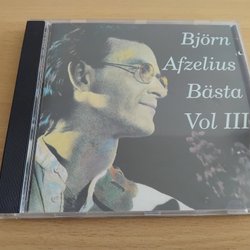 Björn
Afzelius
Bästa
Vol III